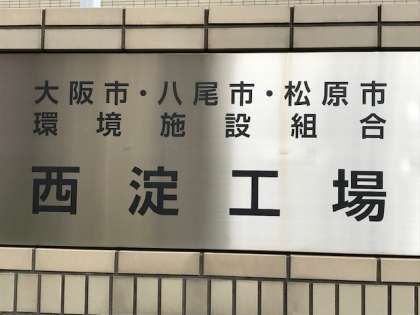 大阪市・八尾市・松原市
環境施設組合
西淀工場